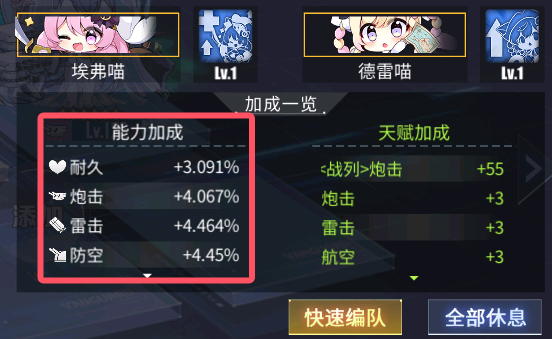 埃弗喵
Lv.1
德雷喵
Lv.1
加成一览
能力加成
耐久 +3.091%
炮击 +4.067%
雷击 +4.464%
防空 +4.45%
天赋加成
<战列>炮击 +55
炮击 +3
雷击 +3
航空 +3
快速编队
全部休息